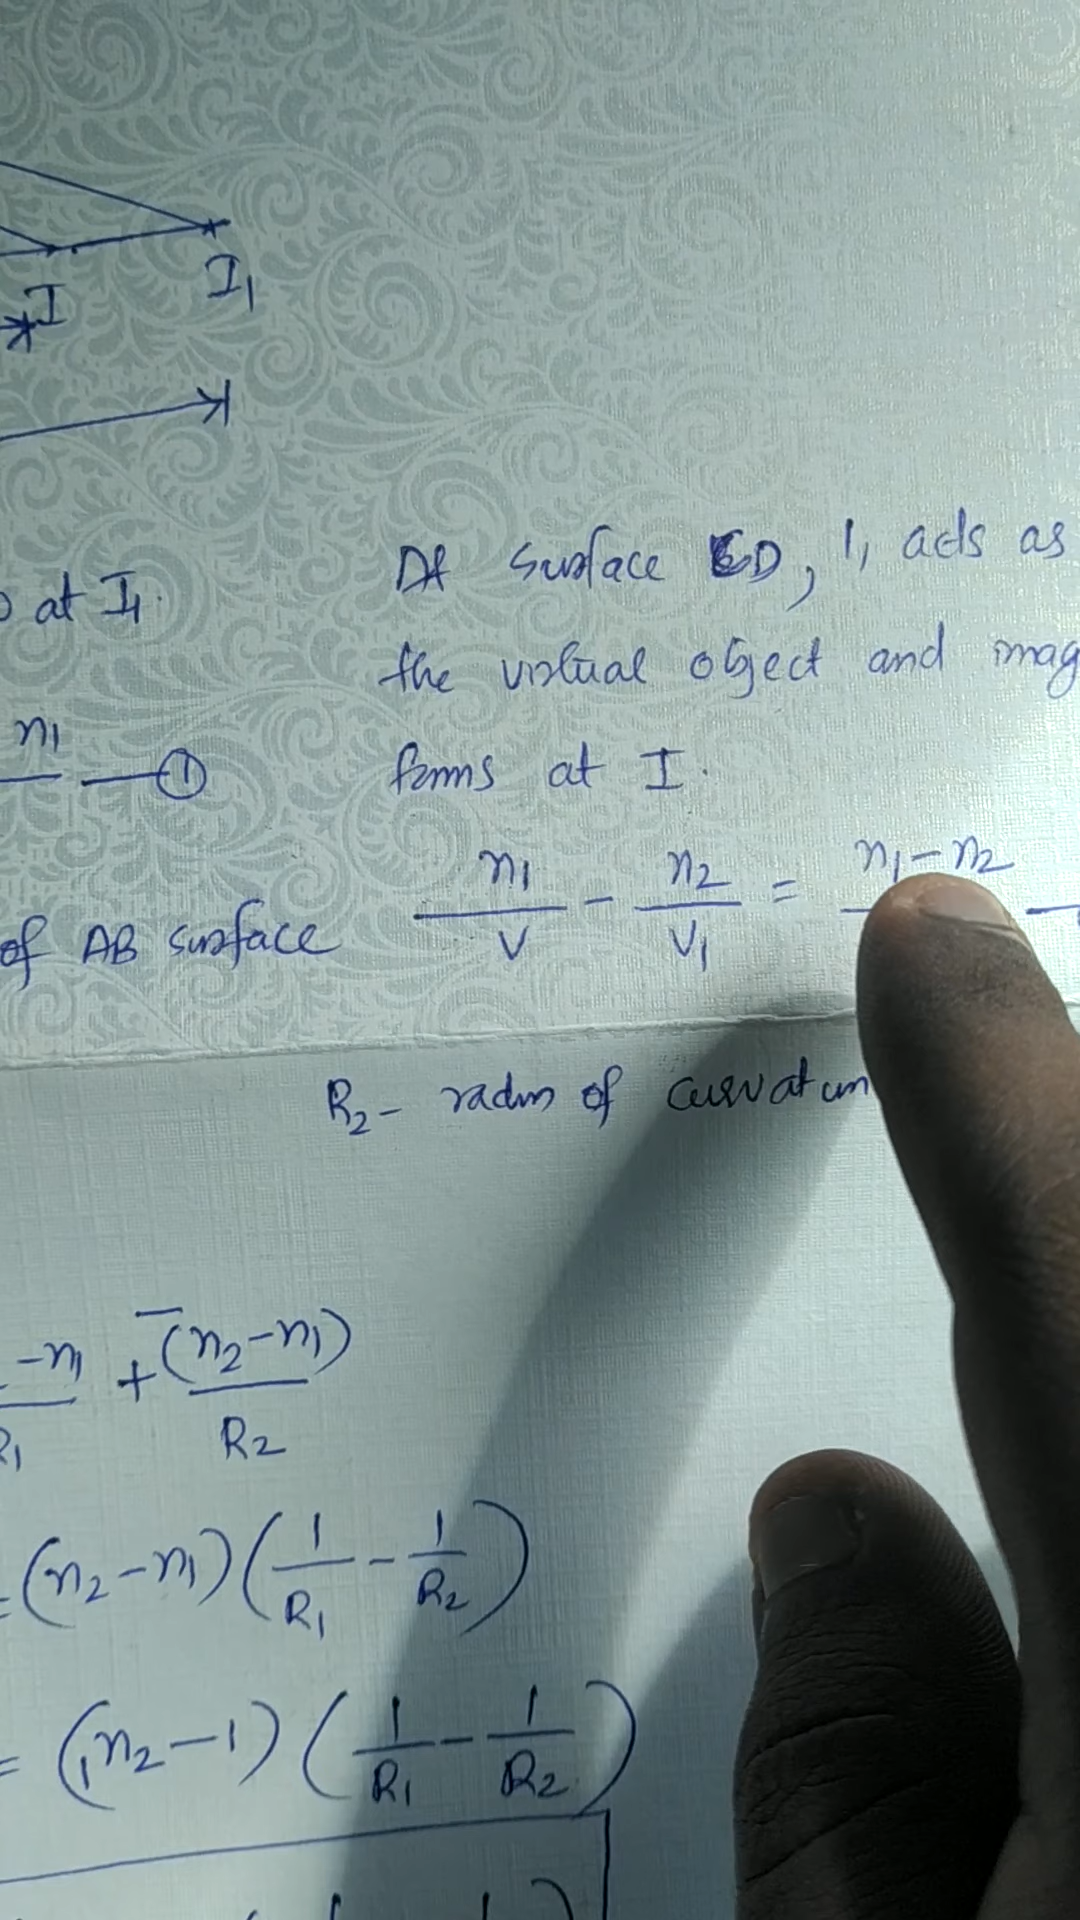 I I₁
at I₁.
n₁ —①
of AB surface
At surface CD, I₁ acts as
the virtual object and imag
forms at I.
n₁/V - n₂/V₁ = n₁-n₂
R₂- radius of curvatur
-n₁ + -(n₂-n₁)/R₂
= (n₂-n₁)(1/R₁ - 1/R₂)
= (₁n₂-1)(1/R₁ - 1/R₂)